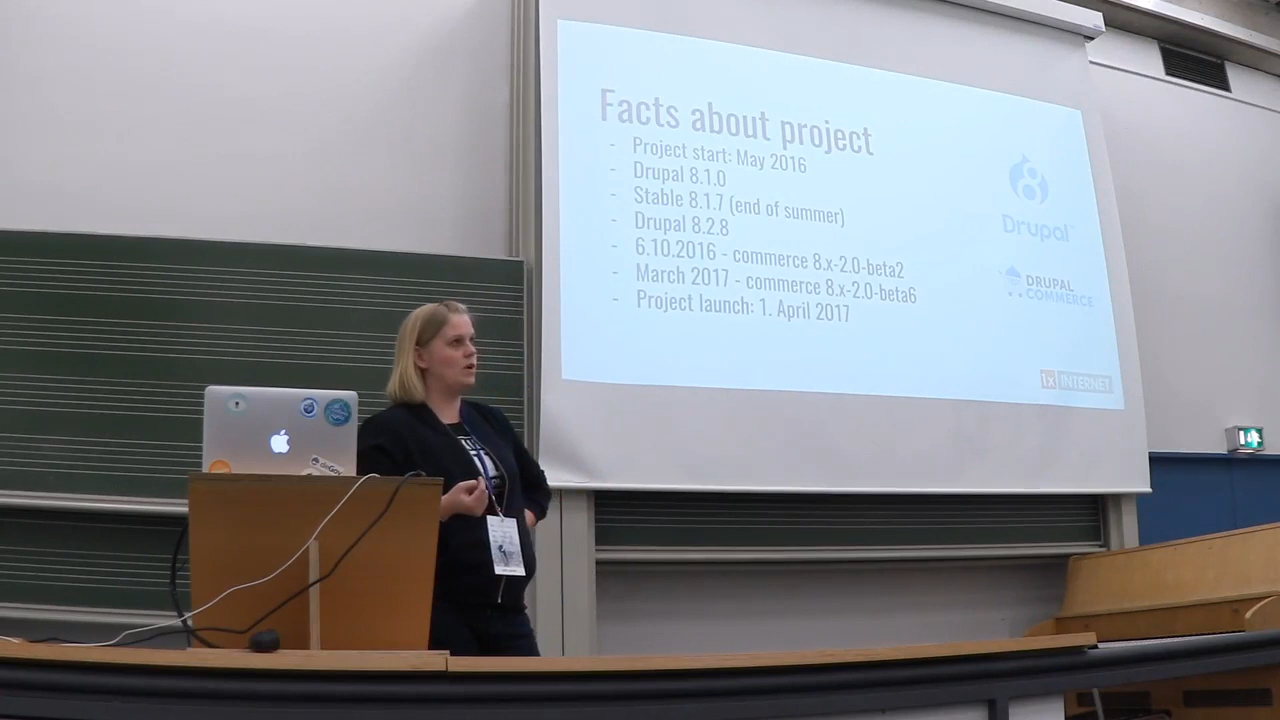 Facts about project
- Project start: May 2016
- Drupal 8.1.0
- Stable 8.1.7 (end of summer)
- Drupal 8.2.8
- 6.10.2016 - commerce 8.x-2.0-beta2
- March 2017 - commerce 8.x-2.0-beta6
- Project launch: 1. April 2017
8
Drupal
DRUPAL
COMMERCE
1x INTERNET
deGov